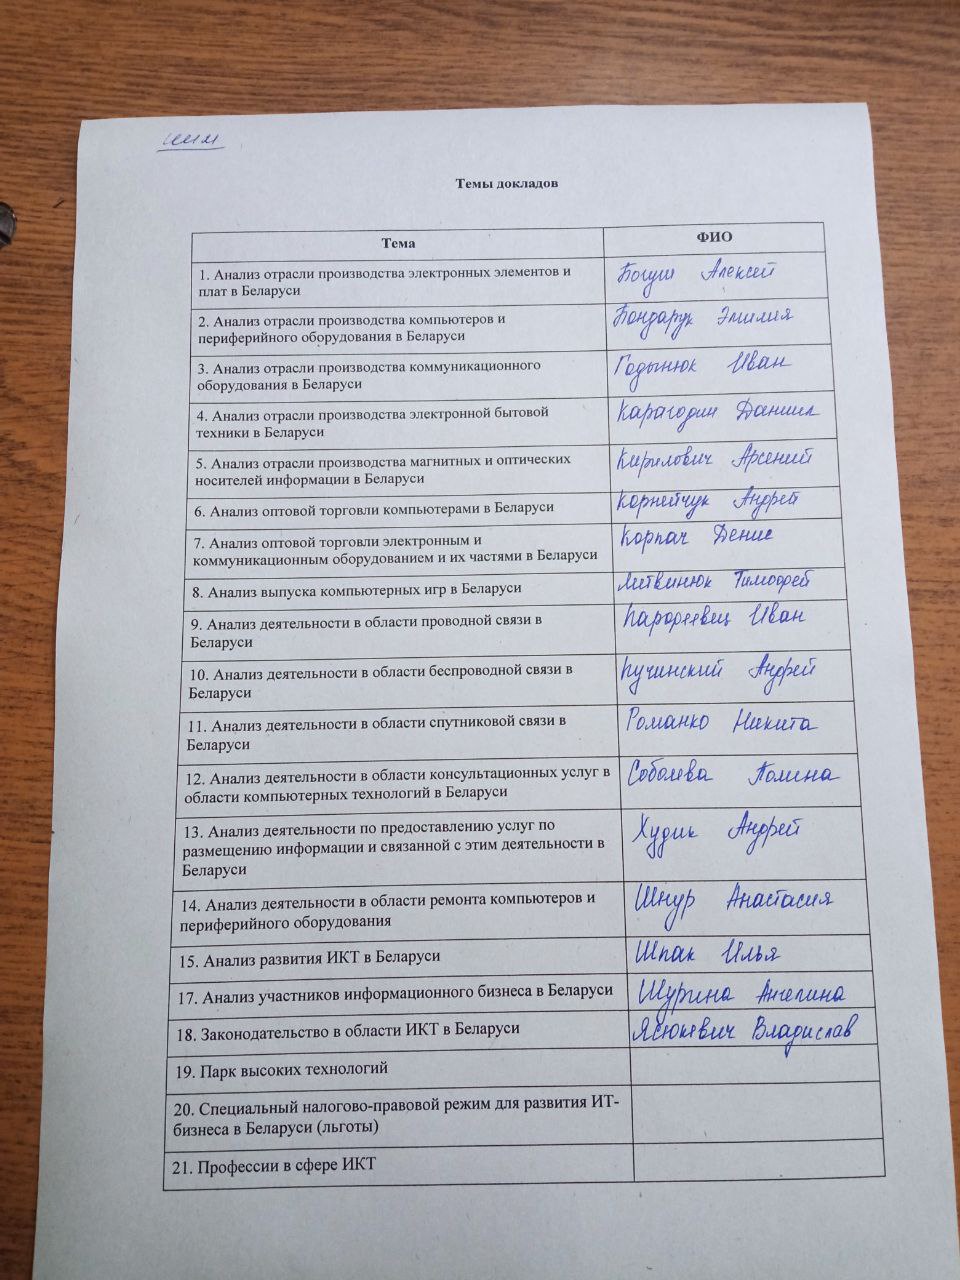 Темы докладов
Тема ФИО
1. Анализ отрасли производства электронных элементов и Богуш Алексей
плат в Беларуси
2. Анализ отрасли производства компьютеров и Бондарук Эмилия
периферийного оборудования в Беларуси
3. Анализ отрасли производства коммуникационного Годынюк Иван
оборудования в Беларуси
4. Анализ отрасли производства электронной бытовой Карагодин Даниил
техники в Беларуси
5. Анализ отрасли производства магнитных и оптических Кирилович Арсений
носителей информации в Беларуси
6. Анализ оптовой торговли компьютерами в Беларуси Корнейчук Андрей
7. Анализ оптовой торговли электронным и Корпач Денис
коммуникационным оборудованием и их частями в Беларуси
8. Анализ выпуска компьютерных игр в Беларуси Литвинюк Тимофей
9. Анализ деятельности в области проводной связи в Иван
Беларуси
10. Анализ деятельности в области беспроводной связи в Пучинский Андрей
Беларуси
11. Анализ деятельности в области спутниковой связи в Романко Никита
Беларуси
12. Анализ деятельности в области консультационных услуг в Соболева Полина
области компьютерных технологий в Беларуси
13. Анализ деятельности по предоставлению услуг по Худик Андрей
размещению информации и связанной с этим деятельности в
Беларуси
14. Анализ деятельности в области ремонта компьютеров и Шнур Анастасия
периферийного оборудования
15. Анализ развития ИКТ в Беларуси Шпак Илья
17. Анализ участников информационного бизнеса в Беларуси Шурина Ангелина
18. Законодательство в области ИКТ в Беларуси Ясюкевич Владислав
19. Парк высоких технологий
20. Специальный налогово-правовой режим для развития ИТ-
бизнеса в Беларуси (льготы)
21. Профессии в сфере ИКТ